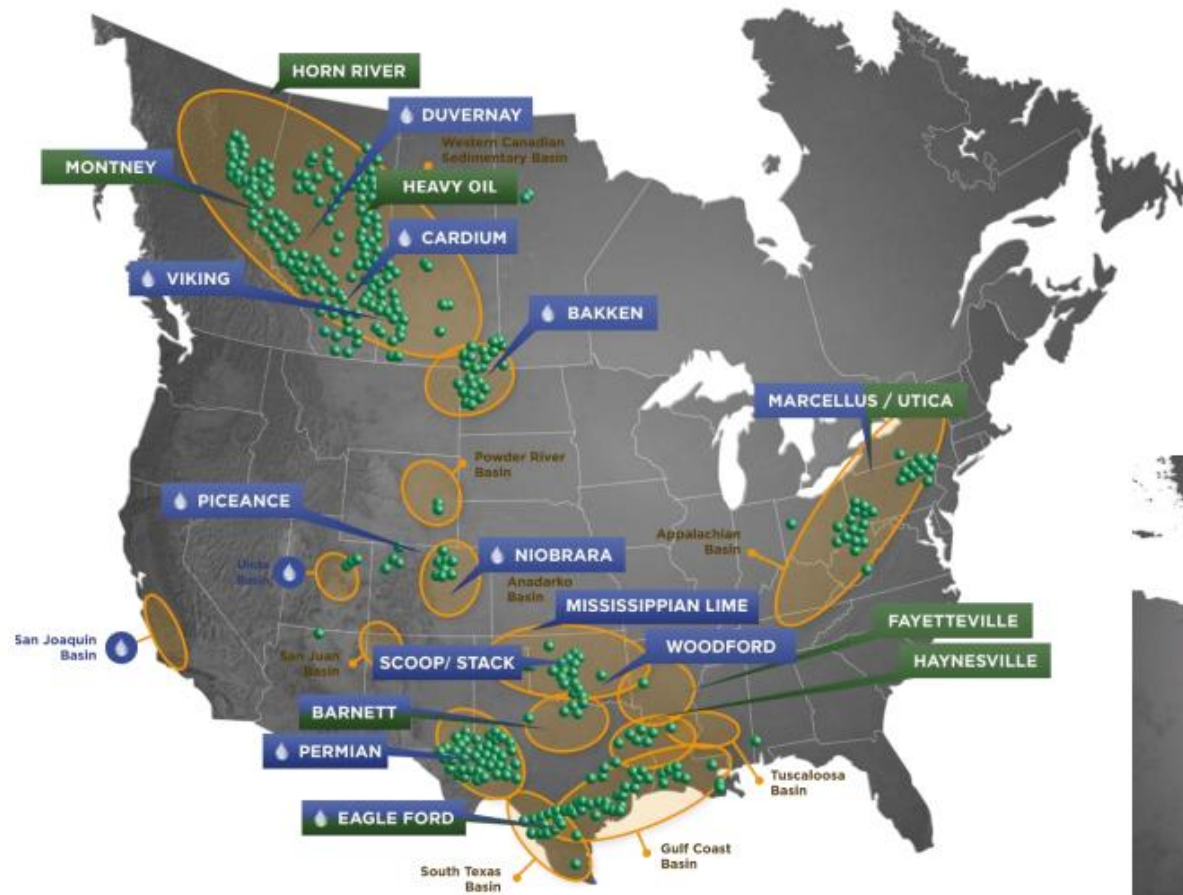 HORN RIVER
DUVERNAY
Western Canadian
Sedimentary Basin
MONTNEY
HEAVY OIL
CARDIUM
VIKING
BAKKEN
MARCELLUS / UTICA
Powder River
Basin
PICEANCE
Appalachian
Basin
NIOBRARA
Uinta
Basin
Anadarko
Basin
MISSISSIPPIAN LIME
FAYETTEVILLE
San Joaquin
Basin
WOODFORD
San Juan
Basin
SCOOP/ STACK
HAYNESVILLE
BARNETT
PERMIAN
Tuscaloosa
Basin
EAGLE FORD
Gulf Coast
Basin
South Texas
Basin